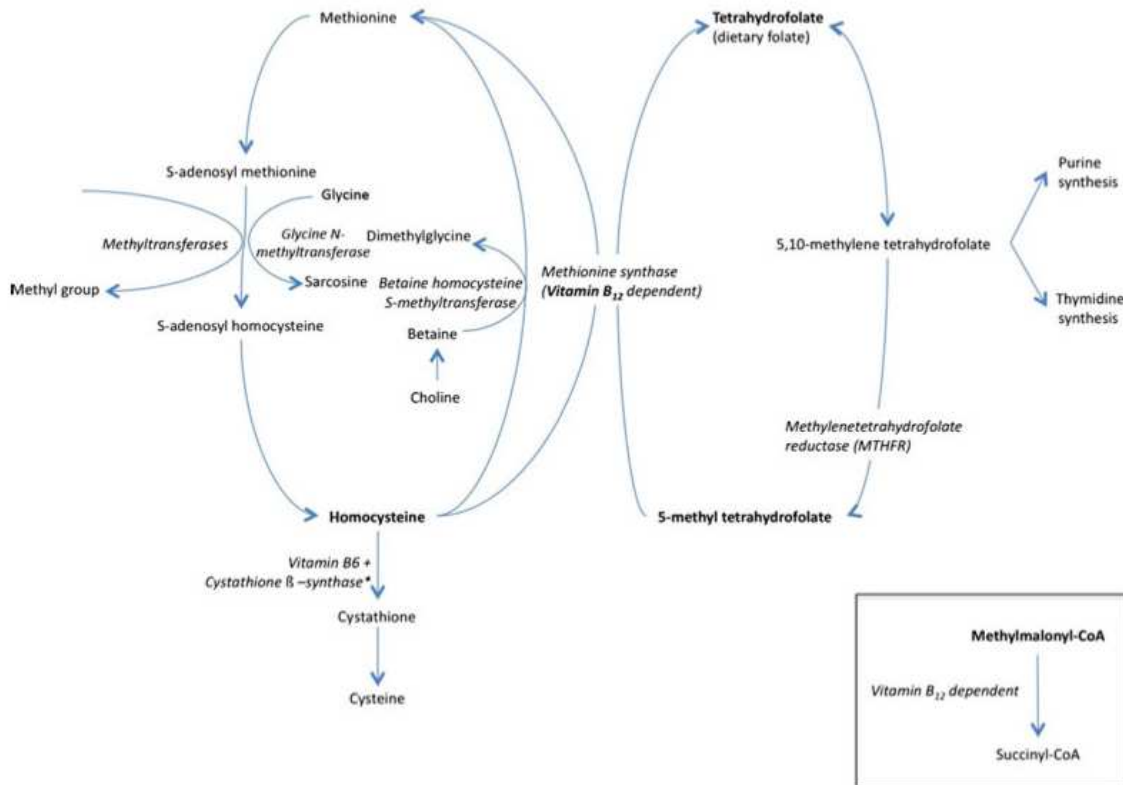 Methionine
Tetrahydrofolate
(dietary folate)
S-adenosyl methionine
Glycine
Methyltransferases
Glycine N-
methyltransferase
Dimethylglycine
Sarcosine
Methyl group
Betaine homocysteine
S-methyltransferase
Methionine synthase
(Vitamin B12 dependent)
5,10-methylene tetrahydrofolate
Purine
synthesis
Thymidine
synthesis
S-adenosyl homocysteine
Betaine
Choline
Methylenetetrahydrofolate
reductase (MTHFR)
Homocysteine
5-methyl tetrahydrofolate
Vitamin B6 +
Cystathione ß –synthase*
Cystathione
Cysteine
Methylmalonyl-CoA
Vitamin B12 dependent
Succinyl-CoA